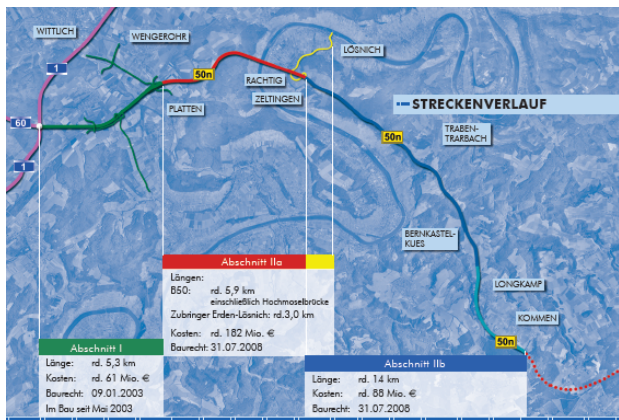 WITTLICH
WENGEROHR
LÖSNICH
1
50n
RACHTIG
ZELTINGEN
PLATTEN
STRECKENVERLAUF
60
TRABEN-
TRARBACH
50n
1
BERNKASTEL-
KUES
LONGKAMP
KOMMEN
50n
Abschnitt IIa
Längen:
B50: rd. 5,9 km
einschließlich Hochmoselbrücke
Zubringer Erden-Lösnich: rd.3,0 km
Kosten: rd. 182 Mio. €
Baurecht: 31.07.2008
Abschnitt I
Länge: rd. 5,3 km
Kosten: rd. 61 Mio. €
Baurecht: 09.01.2003
Im Bau seit Mai 2003
Abschnitt IIb
Länge: rd. 14 km
Kosten: rd. 88 Mio. €
Baurecht: 31.07.2008